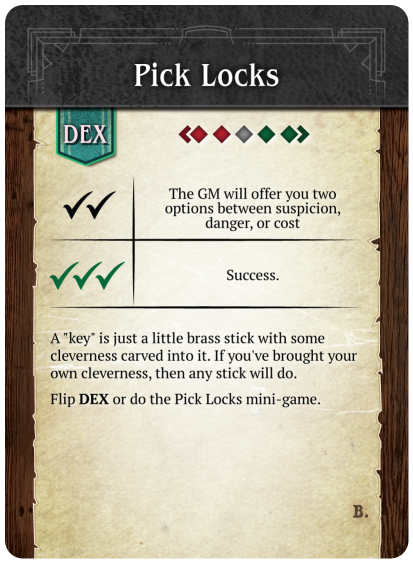 Pick Locks
DEX
The GM will offer you two
options between suspicion,
danger, or cost
Success.
A "key" is just a little brass stick with some
cleverness carved into it. If you've brought your
own cleverness, then any stick will do.
Flip DEX or do the Pick Locks mini-game.
B.